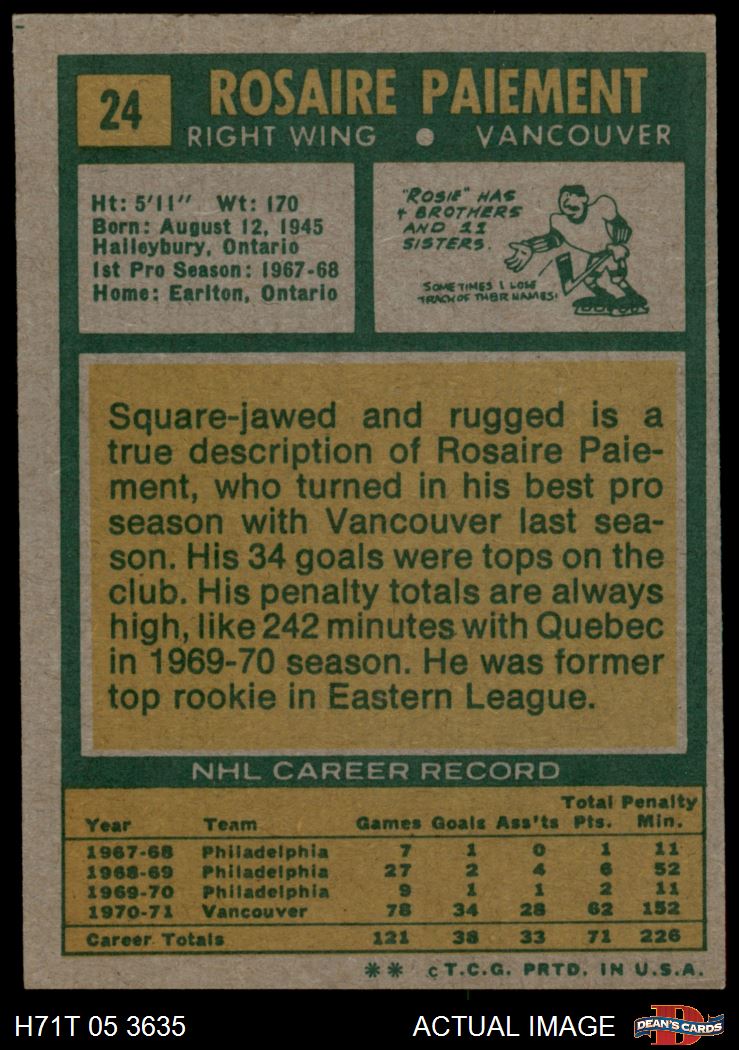 24
ROSAIRE PAIEMENT
RIGHT WING ● VANCOUVER
Ht: 5'11" Wt: 170
Born: August 12, 1945
Haileybury, Ontario
1st Pro Season: 1967-68
Home: Earlton, Ontario
"ROSIE" HAS
4 BROTHERS
AND 11
SISTERS.
SOMETIMES I LOSE
TRACK OF THEIR NAMES!
Square-jawed and rugged is a
true description of Rosaire Paie-
ment, who turned in his best pro
season with Vancouver last sea-
son. His 34 goals were tops on the
club. His penalty totals are always
high, like 242 minutes with Quebec
in 1969-70 season. He was former
top rookie in Eastern League.
NHL CAREER RECORD
Year Team Games Goals Ass'ts Total Pts. Penalty Min.
1967-68 Philadelphia 7 1 0 1 11
1968-69 Philadelphia 27 2 4 6 52
1969-70 Philadelphia 9 1 1 2 11
1970-71 Vancouver 78 34 28 62 152
Career Totals 121 38 33 71 226
** © T.C.G. PRTD. IN U.S.A.
H71T 05 3635 ACTUAL IMAGE
D
DEAN'S CARDS